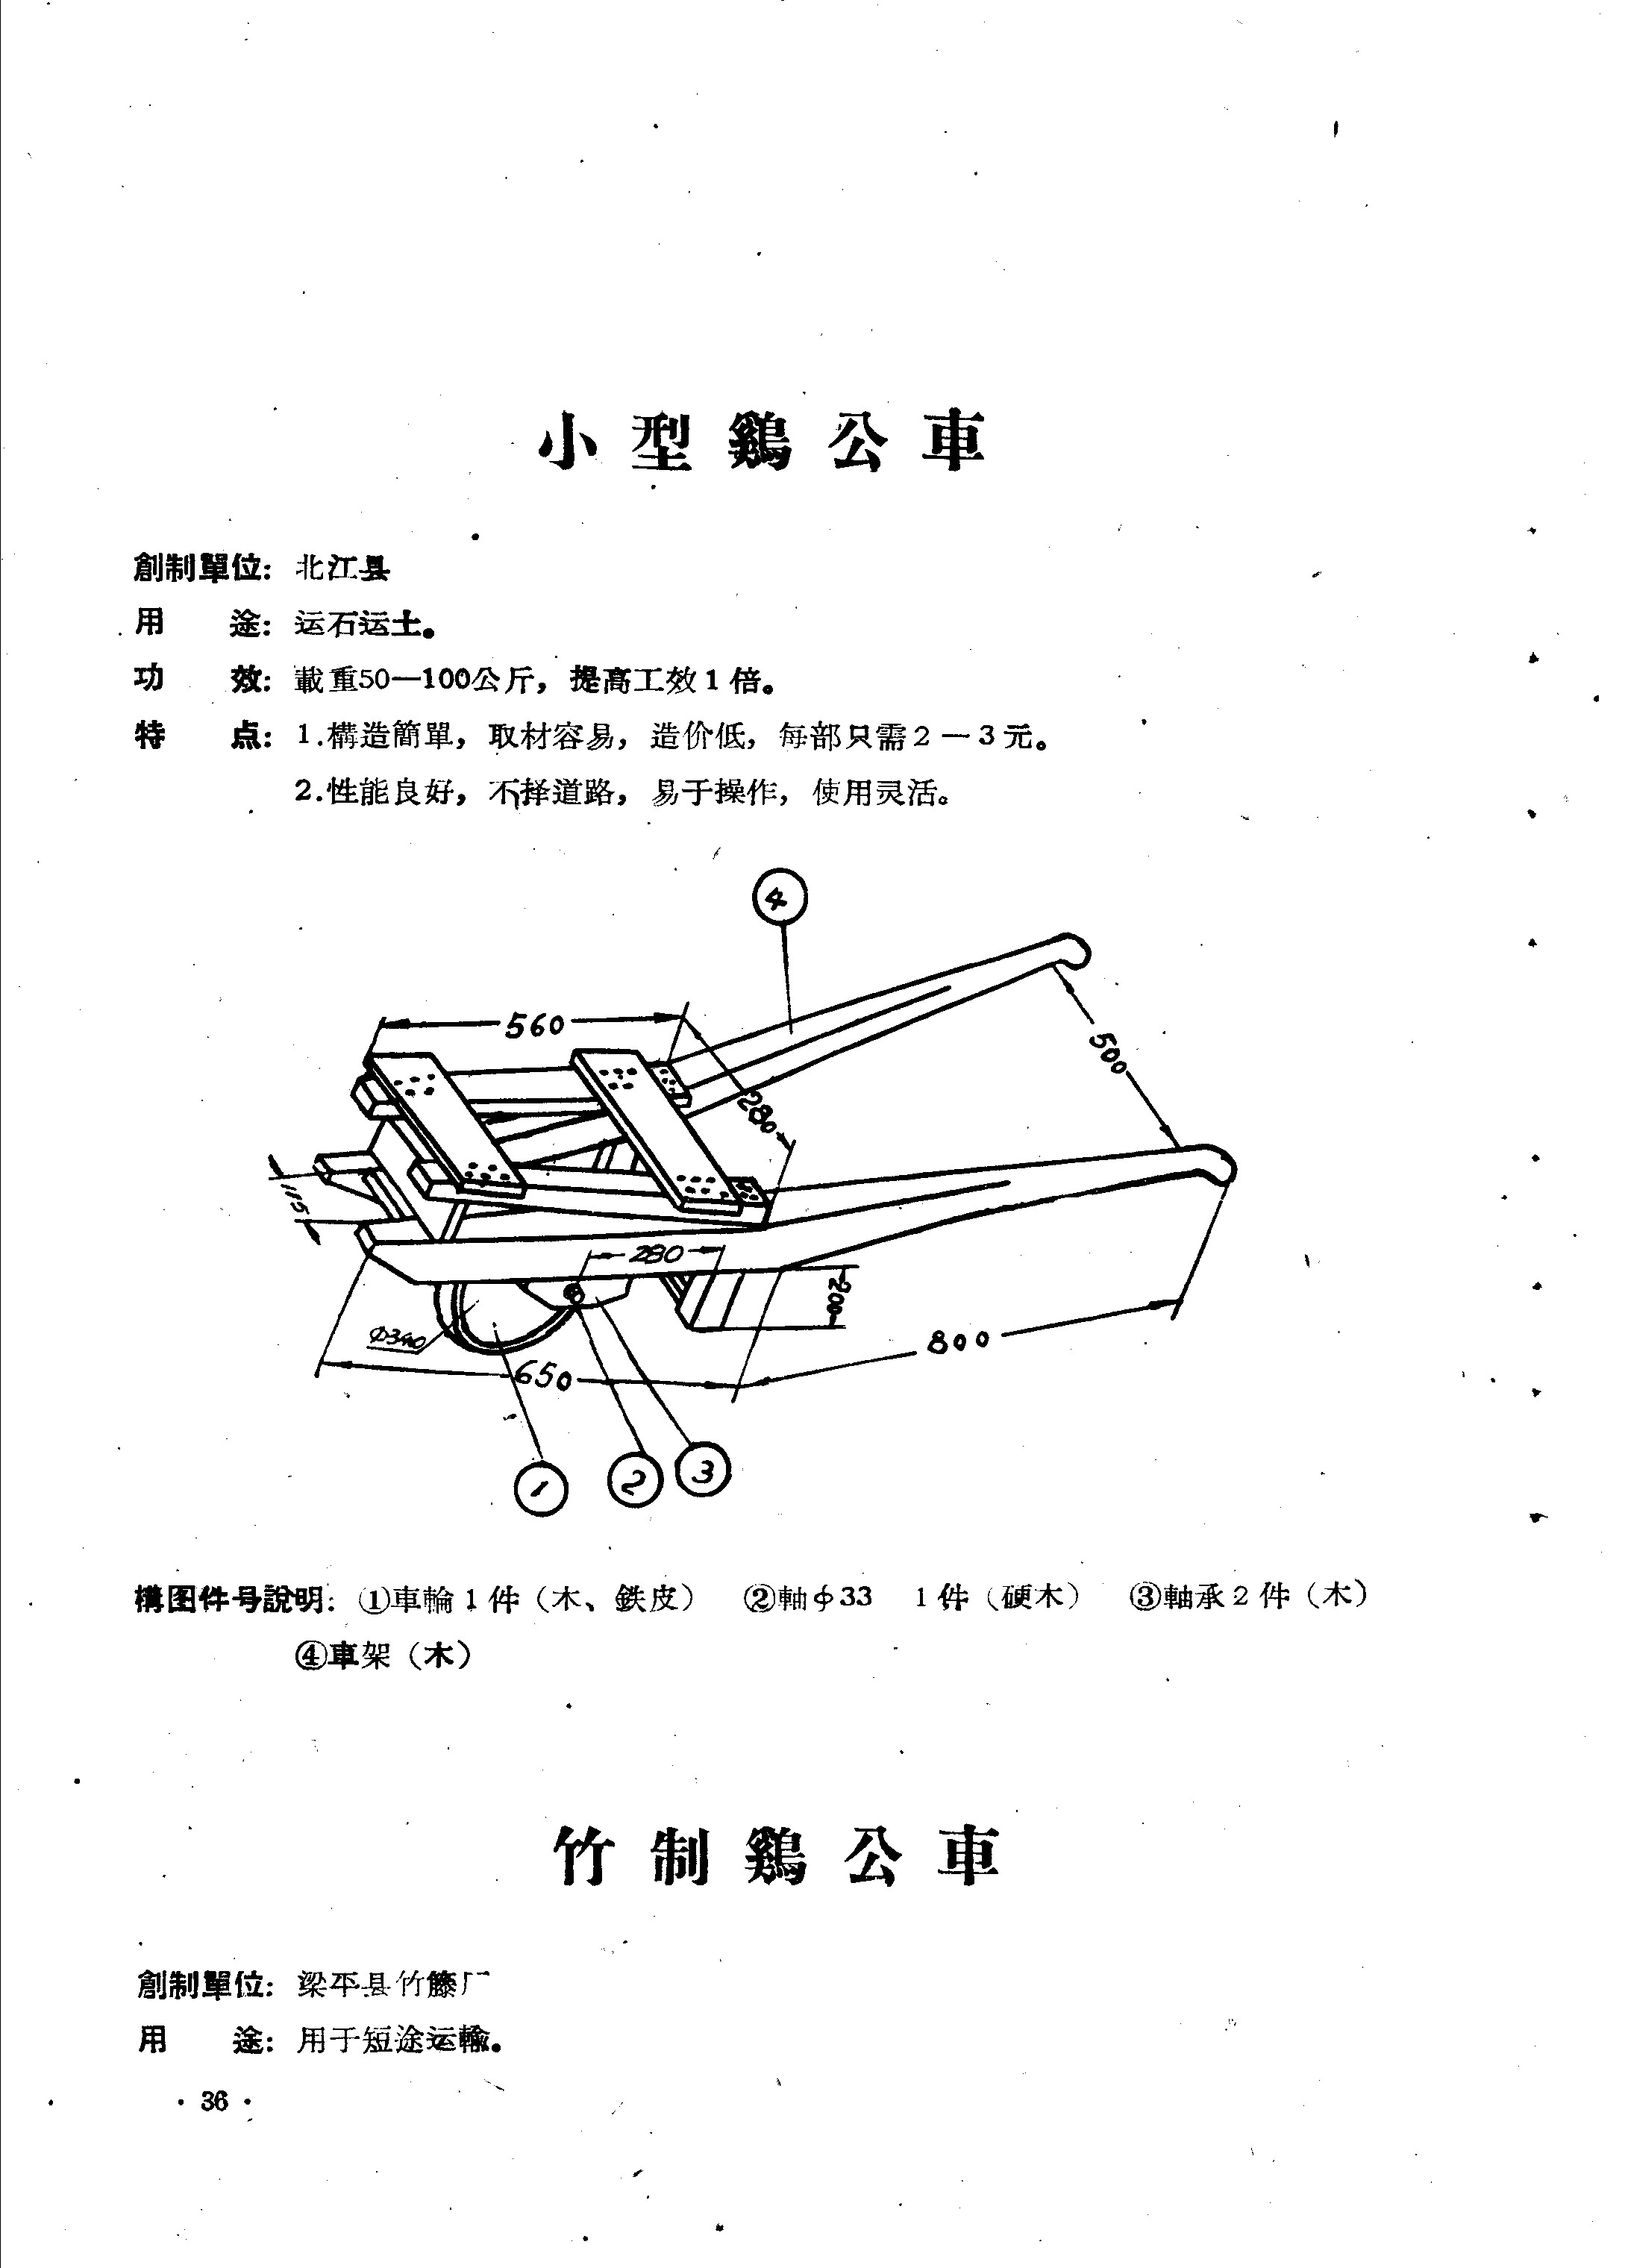 小型鷄公車
創制單位：北江县
用　　途：运石运土。
功　　效：載重50—100公斤，提高工效1倍。
特　　点：1.構造簡單，取材容易，造价低，每部只需2－3元。
2.性能良好，不择道路，易于操作，使用灵活。
④
560
500
280
115
280
200
Φ340
650
800
①
②
③
構图件号說明：①車輪1件（木、鉄皮）　②軸φ33　1件（硬木）　③軸承2件（木）
④車架（木）
竹制鷄公車
創制單位：梁平县竹籐厂
用　　途：用于短途运輸。
·36·